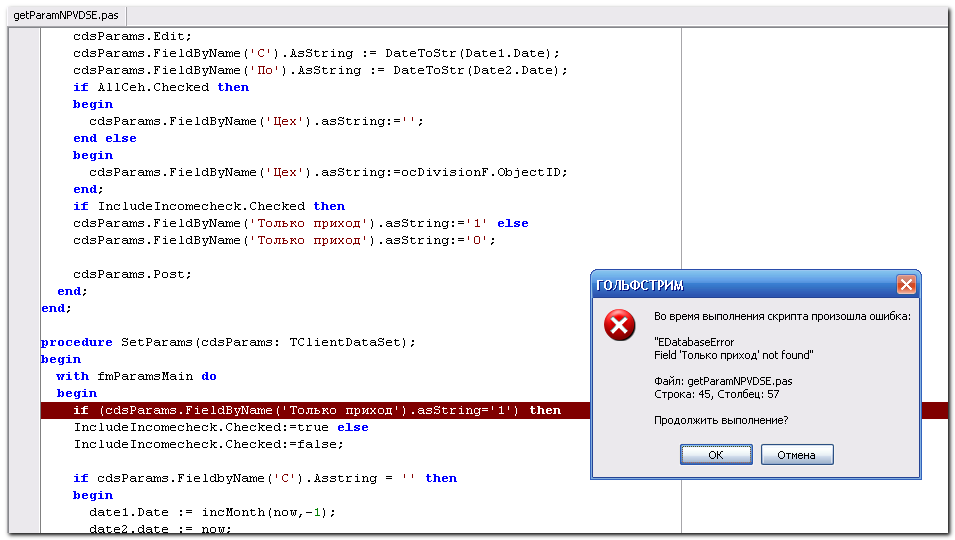 getParamNPVDSE.pas
cdsParams.Edit;
cdsParams.FieldByName('С').AsString := DateToStr(Date1.Date);
cdsParams.FieldByName('По').AsString := DateToStr(Date2.Date);
if AllCeh.Checked then
begin
cdsParams.FieldByName('Цех').asString:='';
end else
begin
cdsParams.FieldByName('Цех').asString:=ocDivisionF.ObjectID;
end;
if IncludeIncomecheck.Checked then
cdsParams.FieldByName('Только приход').asString:='1' else
cdsParams.FieldByName('Только приход').asString:='0';
cdsParams.Post;
end;
end;
procedure SetParams(cdsParams: TClientDataSet);
begin
with fmParamsMain do
begin
if (cdsParams.FieldByName('Только приход').asString='1') then
IncludeIncomecheck.Checked:=true else
IncludeIncomecheck.Checked:=false;
if cdsParams.FieldbyName('С').Asstring = '' then
begin
date1.Date := incMonth(now,-1);
date2.date := now;
ГОЛЬФСТРИМ
Во время выполнения скрипта произошла ошибка:
"EDatabaseError
Field 'Только приход' not found"
Файл: getParamNPVDSE.pas
Строка: 45, Столбец: 57
Продолжить выполнение?
OK
Отмена